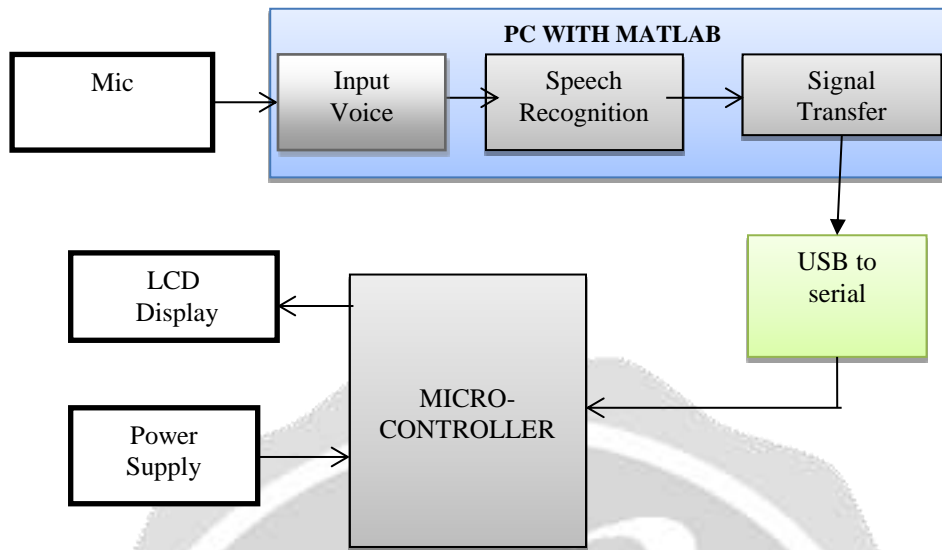 PC WITH MATLAB
Mic
Input
Voice
Speech
Recognition
Signal
Transfer
USB to
serial
LCD
Display
MICRO-
CONTROLLER
Power
Supply